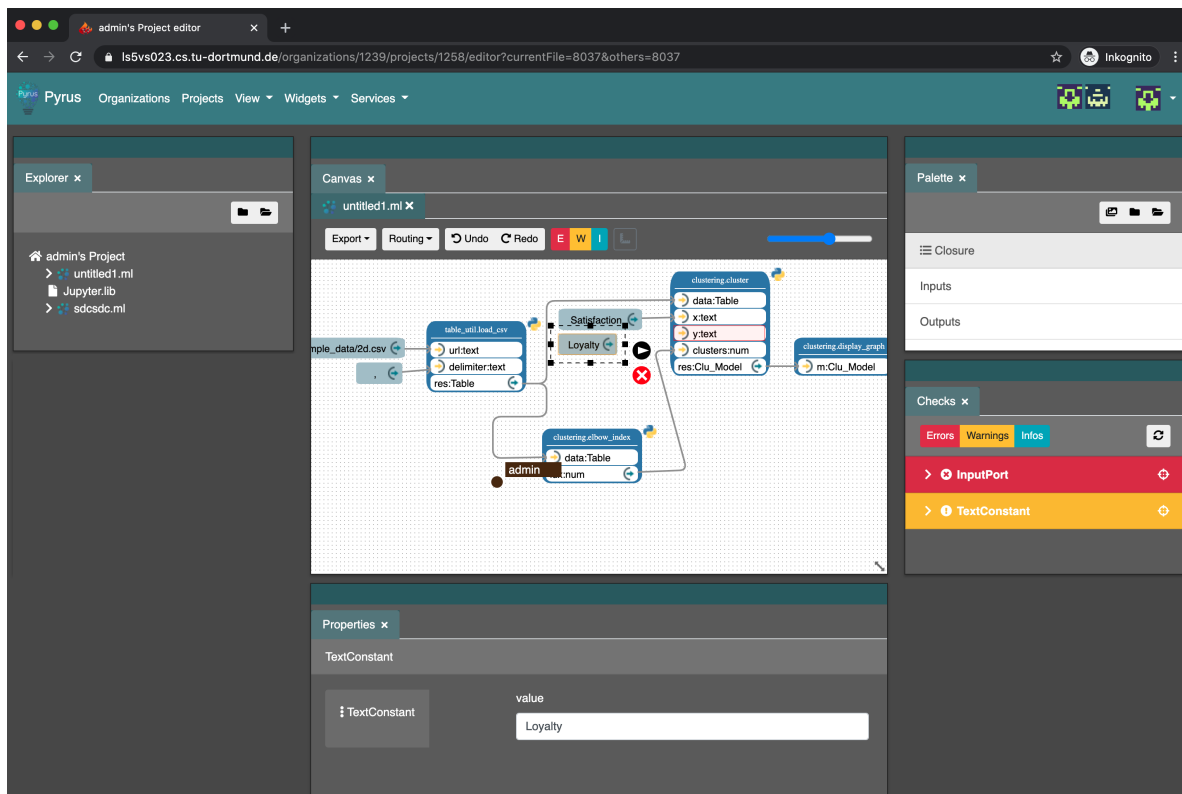 admin's Project editor
ls5vs023.cs.tu-dortmund.de/organizations/1239/projects/1258/editor?currentFile=8037&others=8037
Inkognito
Pyrus
Pyrus Organizations Projects View Widgets Services
Explorer
admin's Project
untitled1.ml
Jupyter.lib
sdcsdc.ml
Canvas
untitled1.ml
Export Routing Undo Redo E W I L
clustering.cluster
data:Table
Satisfaction
x:text
table_util.load_csv
y:text
Loyalty
mple_data/2d.csv
url:text
clusters:num
clustering.display_graph
,
delimiter:text
res:Clu_Model
m:Clu_Model
res:Table
clustering.elbow_index
data:Table
admin
:num
Palette
Closure
Inputs
Outputs
Checks
Errors Warnings Infos
InputPort
TextConstant
Properties
TextConstant
TextConstant
value
Loyalty